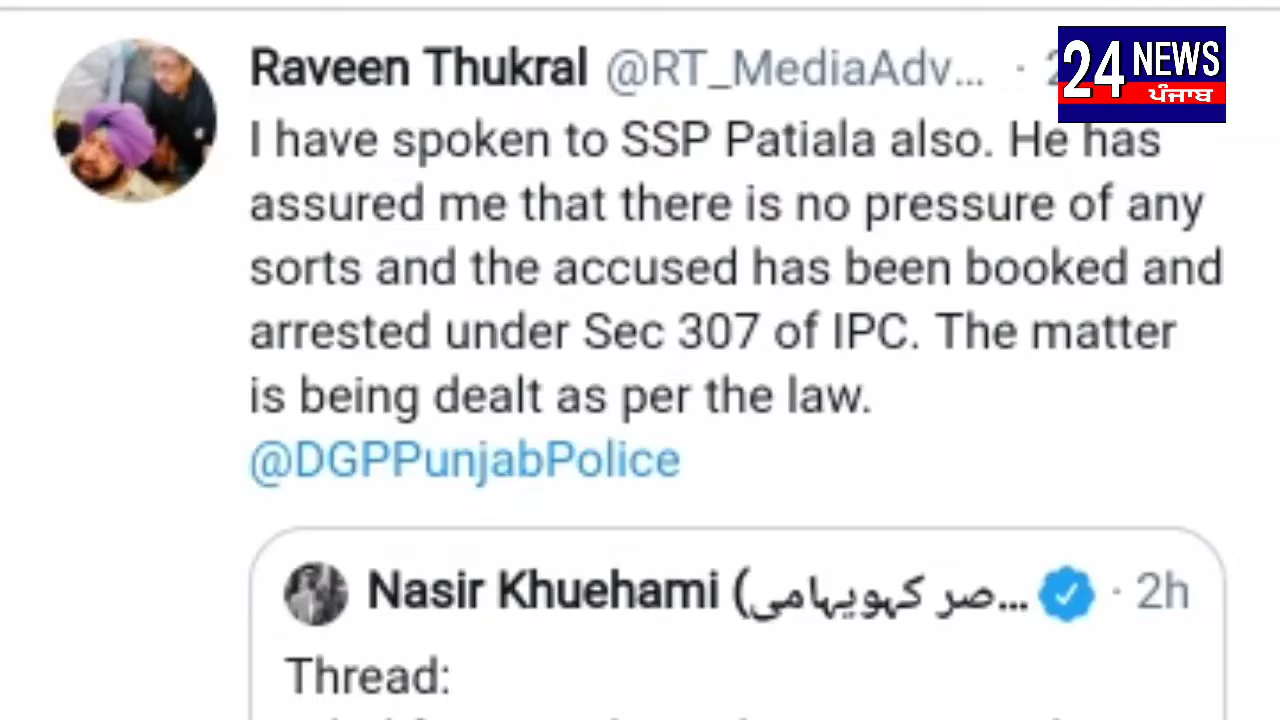 Raveen Thukral @RT_MediaAdv... ·
24 NEWS
ਪੰਜਾਬ
I have spoken to SSP Patiala also. He has
assured me that there is no pressure of any
sorts and the accused has been booked and
arrested under Sec 307 of IPC. The matter
is being dealt as per the law.
@DGPPunjabPolice
Nasir Khuehami (صر کہویہامی... · 2h
Thread: